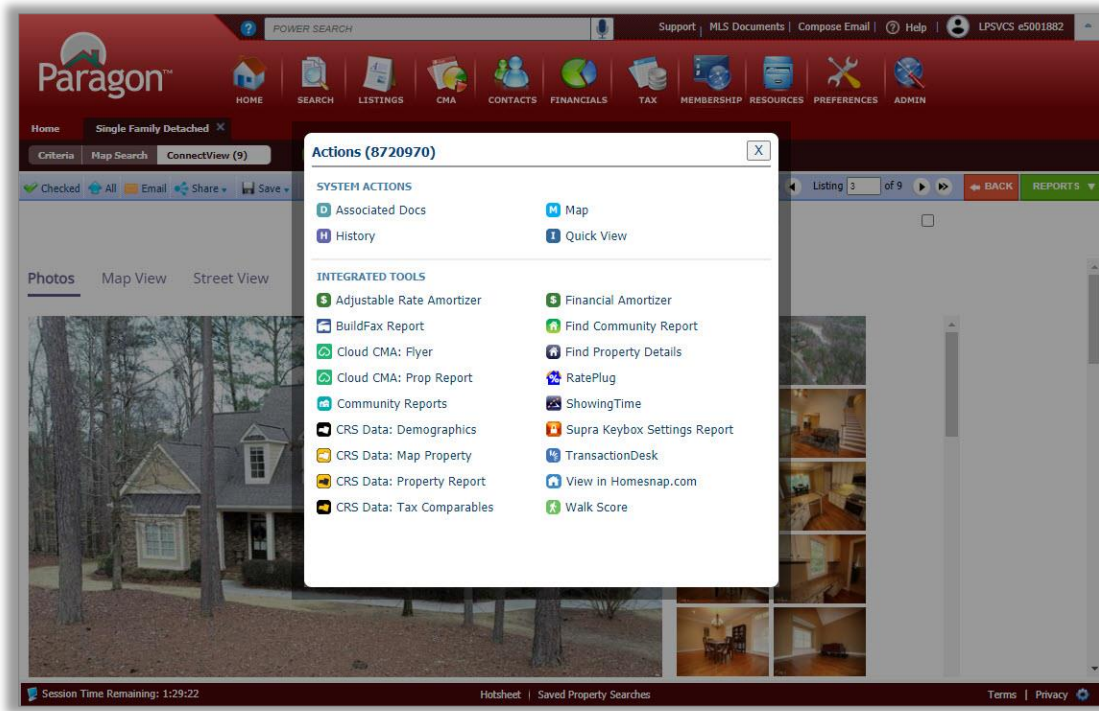 POWER SEARCH
Support | MLS Documents | Compose Email | Help | LPSVCS e5001882
Paragon™
HOME SEARCH LISTINGS CMA CONTACTS FINANCIALS TAX MEMBERSHIP RESOURCES PREFERENCES ADMIN
Home Single Family Detached X
Criteria Map Search ConnectView (9)
Checked All Email Share Save Listing 3 of 9 BACK REPORTS
Actions (8720970) X
SYSTEM ACTIONS
D Associated Docs M Map
H History I Quick View
Photos Map View Street View
INTEGRATED TOOLS
$ Adjustable Rate Amortizer $ Financial Amortizer
BuildFax Report Find Community Report
Cloud CMA: Flyer Find Property Details
Cloud CMA: Prop Report % RatePlug
Community Reports ShowingTime
CRS Data: Demographics Supra Keybox Settings Report
CRS Data: Map Property TransactionDesk
CRS Data: Property Report View in Homesnap.com
CRS Data: Tax Comparables Walk Score
Session Time Remaining: 1:29:22 Hotsheet | Saved Property Searches Terms | Privacy